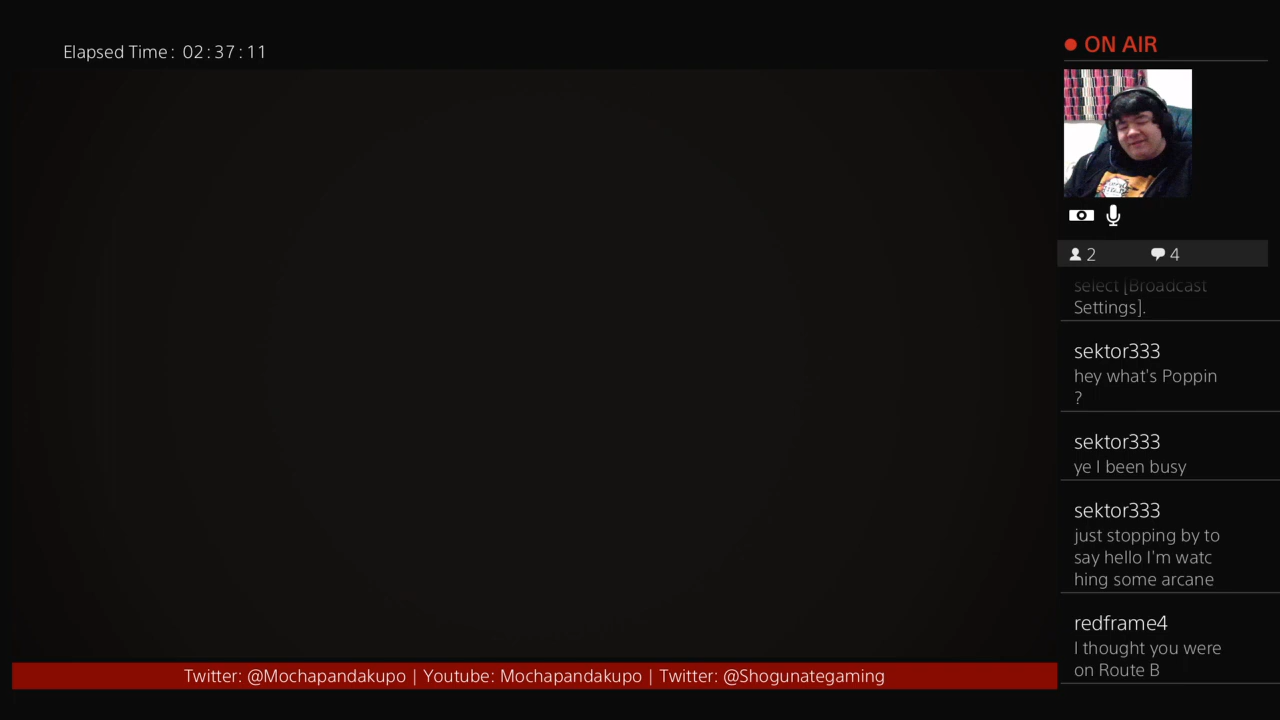 Elapsed Time: 02:37:11
ON AIR
2
4
select [Broadcast
Settings].
sektor333
hey what's Poppin
?
sektor333
ye I been busy
sektor333
just stopping by to
say hello I'm watc
hing some arcane
redframe4
I thought you were
on Route B
Twitter: @Mochapandakupo | Youtube: Mochapandakupo | Twitter: @Shogunategaming